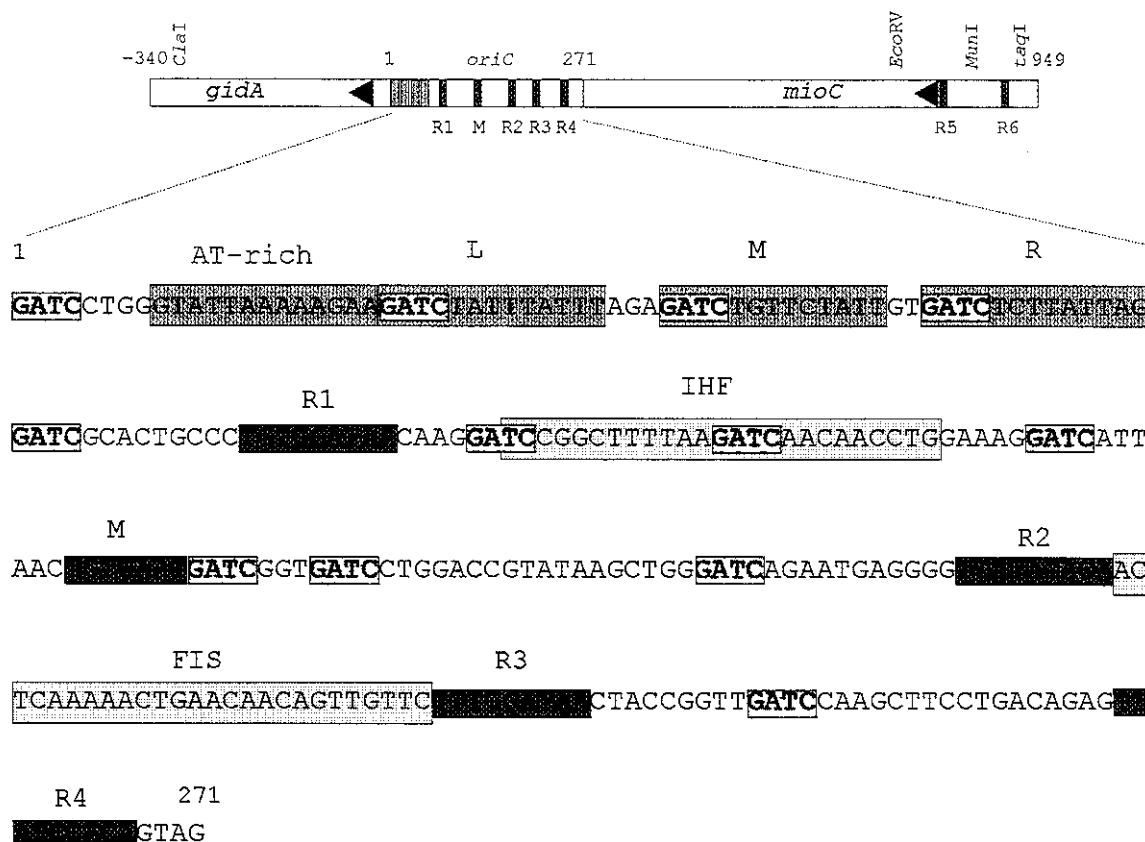 ClaI EcoRV MunI taqI
-340 1 oriC 271 949
gidA mioC
R1 M R2 R3 R4 R5 R6
1 AT-rich L M R
GATCCTGGGTATTAAAAAGAAGATCTATTTATTTAGAGATCTGTTCTATTGTGATCTCTTATTAG
R1 IHF
GATCGCACTGCCC CAAGGATCCGGCTTTTAAGATCAACAACCTGGAAAGGATCATT
M R2
AAC GATCGGTGATCCTGGACCGTATAAGCTGGGATCAGAATGAGGGG AC
FIS R3
TCAAAAACTGAACAACAGTTGTTC CTACCGGTTGATCCAAGCTTCCTGACAGAG
R4 271
GTAG